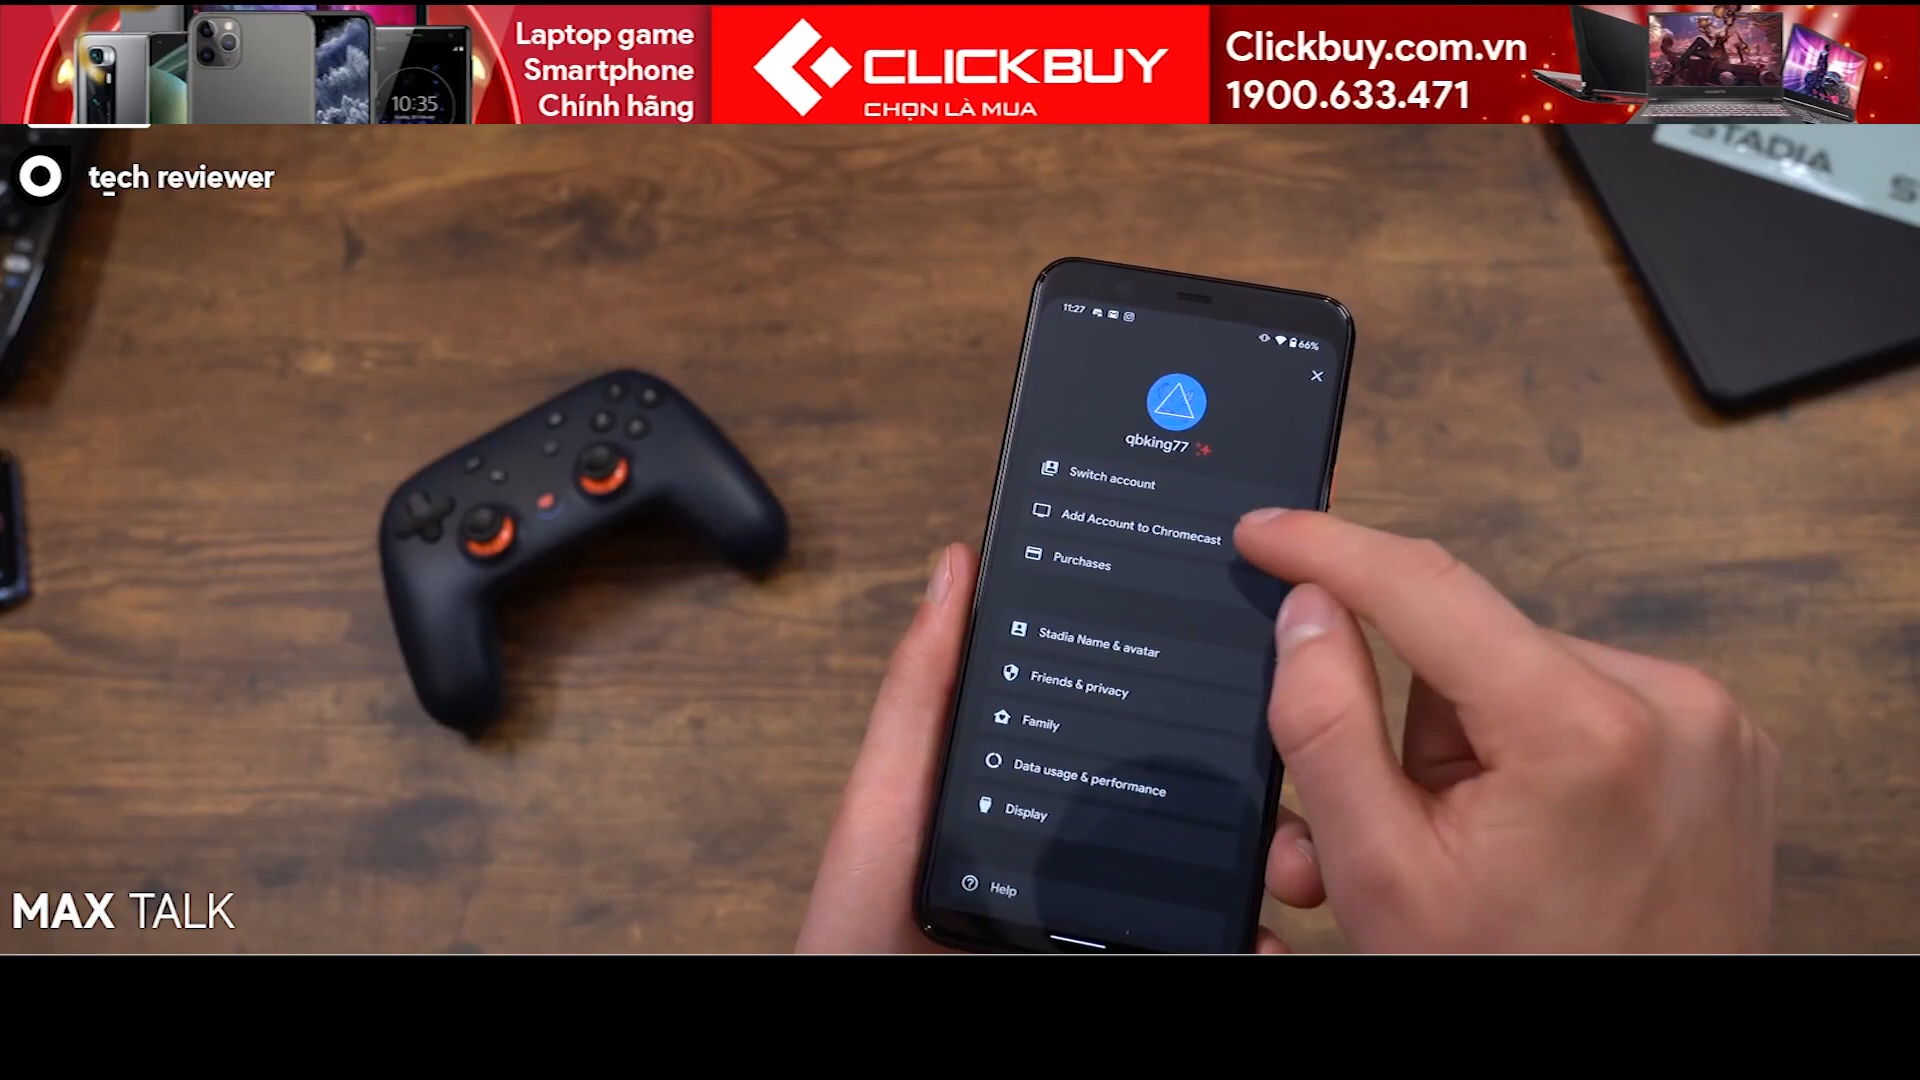 Laptop game
Smartphone
Chính hãng
CLICKBUY
CHỌN LÀ MUA
Clickbuy.com.vn
1900.633.471
10:35
tech reviewer
STADIA
S
11:27
66%
qbking77
Switch account
Add Account to Chromecast
Purchases
Stadia Name & avatar
Friends & privacy
Family
Data usage & performance
Display
Help
MAX TALK